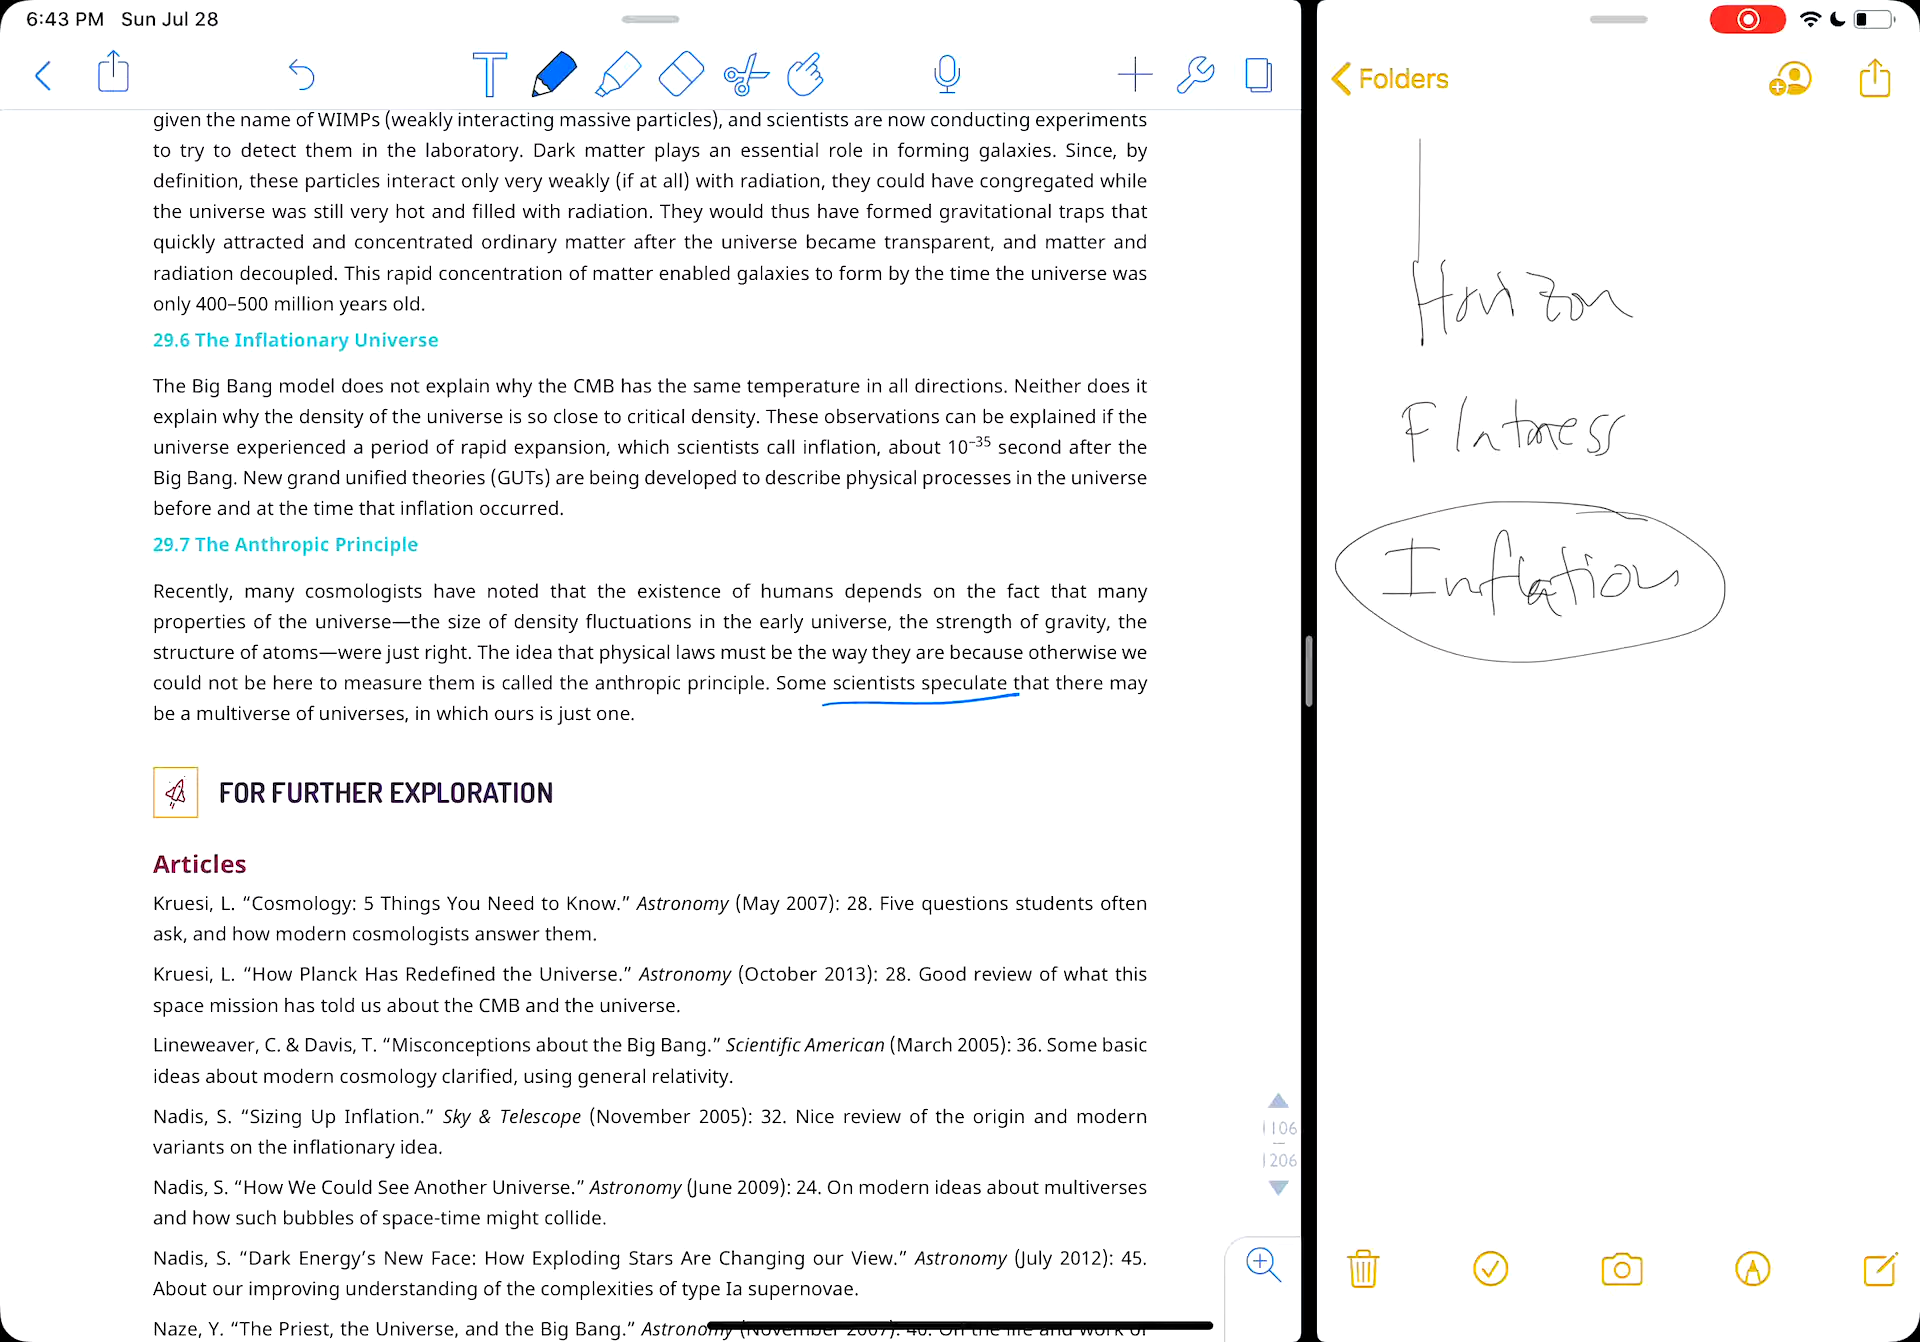 6:43 PM Sun Jul 28
given the name of WIMPs (weakly interacting massive particles), and scientists are now conducting experiments
to try to detect them in the laboratory. Dark matter plays an essential role in forming galaxies. Since, by
definition, these particles interact only very weakly (if at all) with radiation, they could have congregated while
the universe was still very hot and filled with radiation. They would thus have formed gravitational traps that
quickly attracted and concentrated ordinary matter after the universe became transparent, and matter and
radiation decoupled. This rapid concentration of matter enabled galaxies to form by the time the universe was
only 400–500 million years old.
29.6 The Inflationary Universe
The Big Bang model does not explain why the CMB has the same temperature in all directions. Neither does it
explain why the density of the universe is so close to critical density. These observations can be explained if the
universe experienced a period of rapid expansion, which scientists call inflation, about 10⁻³⁵ second after the
Big Bang. New grand unified theories (GUTs) are being developed to describe physical processes in the universe
before and at the time that inflation occurred.
29.7 The Anthropic Principle
Recently, many cosmologists have noted that the existence of humans depends on the fact that many
properties of the universe—the size of density fluctuations in the early universe, the strength of gravity, the
structure of atoms—were just right. The idea that physical laws must be the way they are because otherwise we
could not be here to measure them is called the anthropic principle. Some scientists speculate that there may
be a multiverse of universes, in which ours is just one.
FOR FURTHER EXPLORATION
Articles
Kruesi, L. “Cosmology: 5 Things You Need to Know.” Astronomy (May 2007): 28. Five questions students often
ask, and how modern cosmologists answer them.
Kruesi, L. “How Planck Has Redefined the Universe.” Astronomy (October 2013): 28. Good review of what this
space mission has told us about the CMB and the universe.
Lineweaver, C. & Davis, T. “Misconceptions about the Big Bang.” Scientific American (March 2005): 36. Some basic
ideas about modern cosmology clarified, using general relativity.
Nadis, S. “Sizing Up Inflation.” Sky & Telescope (November 2005): 32. Nice review of the origin and modern
variants on the inflationary idea.
Nadis, S. “How We Could See Another Universe.” Astronomy (June 2009): 24. On modern ideas about multiverses
and how such bubbles of space-time might collide.
Nadis, S. “Dark Energy’s New Face: How Exploding Stars Are Changing our View.” Astronomy (July 2012): 45.
About our improving understanding of the complexities of type Ia supernovae.
Naze, Y. “The Priest, the Universe, and the Big Bang.” Astronomy (November 2007): 40. On the life and work of
1106
1206
Folders
Horizon
Flatness
Inflation